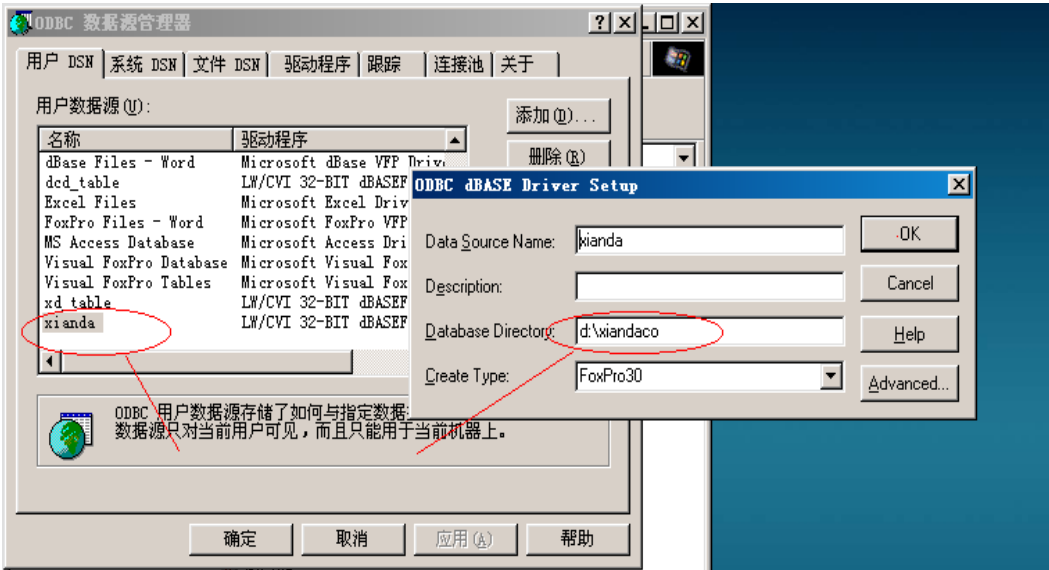 ODBC 数据源管理器
用户 DSN 系统 DSN 文件 DSN 驱动程序 跟踪 连接池 关于
用户数据源(U):
添加(D)...
删除(R)
名称 驱动程序
dBase Files - Word Microsoft dBase VFP Driv
dcd_table LW/CVI 32-BIT dBASEF
Excel Files Microsoft Excel Driv
FoxPro Files - Word Microsoft FoxPro VFP
MS Access Database Microsoft Access Dri
Visual FoxPro Database Microsoft Visual Fox
Visual FoxPro Tables Microsoft Visual Fox
xd_table LW/CVI 32-BIT dBASEF
xianda LW/CVI 32-BIT dBASEF
ODBC 用户数据源存储了如何与指定数据
数据源只对当前用户可见，而且只能用于当前机器上。
确定 取消 应用(A) 帮助
ODBC dBASE Driver Setup
Data Source Name: xianda
Description:
Database Directory: d:\xiandaco
Create Type: FoxPro30
OK
Cancel
Help
Advanced...